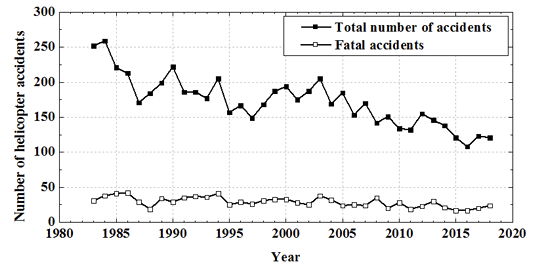 300
250
200
150
100
50
0
Number of helicopter accidents
Total number of accidents
Fatal accidents
1980 1985 1990 1995 2000 2005 2010 2015 2020
Year